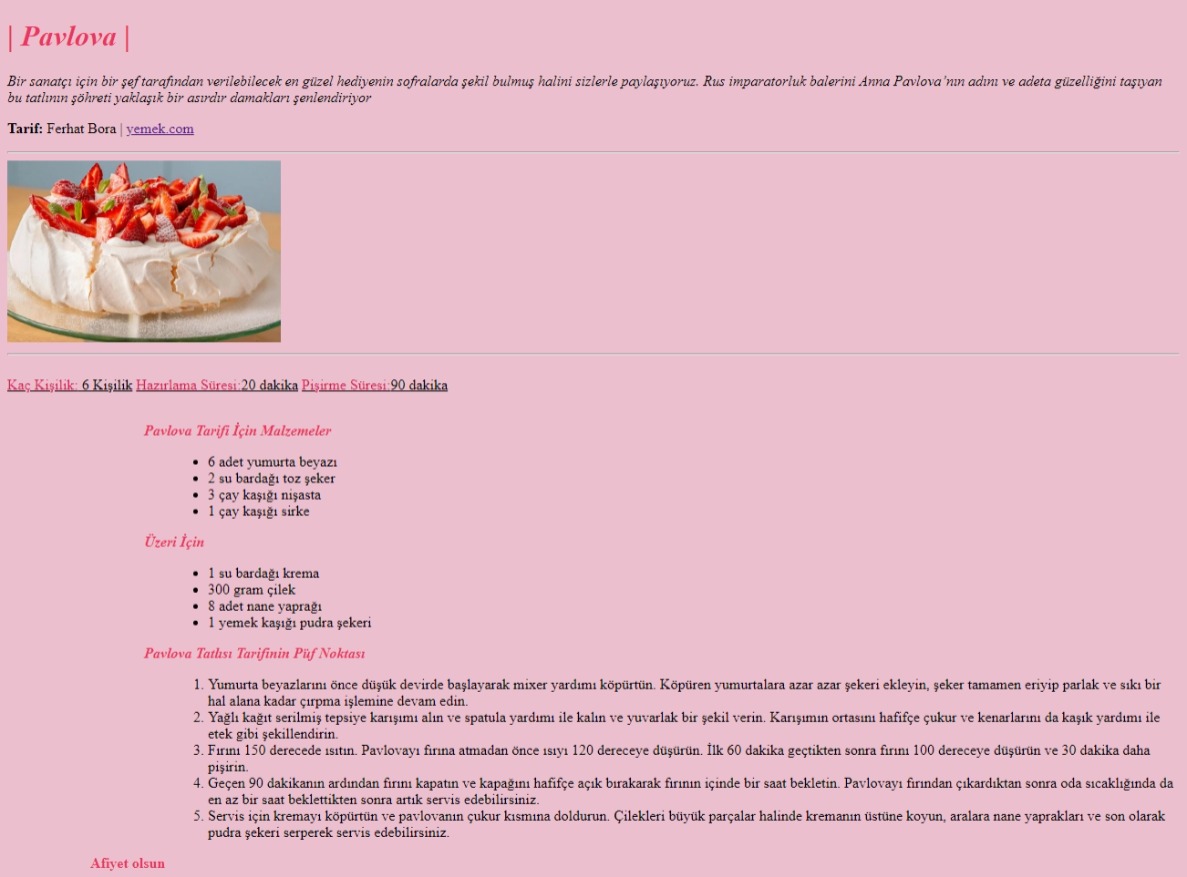 | Pavlova |
Bir sanatçı için bir şef tarafından verilebilecek en güzel hediyenin sofralarda şekil bulmuş halini sizlerle paylaşıyoruz. Rus imparatorluk balerini Anna Pavlova'nın adını ve adeta güzelliğini taşıyan
bu tatlının şöhreti yaklaşık bir asırdır damakları şenlendiriyor
Tarif: Ferhat Bora | yemek.com
Kaç Kişilik: 6 Kişilik Hazırlama Süresi:20 dakika Pişirme Süresi:90 dakika
Pavlova Tarifi İçin Malzemeler
• 6 adet yumurta beyazı
• 2 su bardağı toz şeker
• 3 çay kaşığı nişasta
• 1 çay kaşığı sirke
Üzeri İçin
• 1 su bardağı krema
• 300 gram çilek
• 8 adet nane yaprağı
• 1 yemek kaşığı pudra şekeri
Pavlova Tatlısı Tarifinin Püf Noktası
1. Yumurta beyazlarını önce düşük devirde başlayarak mixer yardımı köpürtün. Köpüren yumurtalara azar azar şekeri ekleyin, şeker tamamen eriyip parlak ve sıkı bir
hal alana kadar çırpma işlemine devam edin.
2. Yağlı kağıt serilmiş tepsiye karışımı alın ve spatula yardımı ile kalın ve yuvarlak bir şekil verin. Karışımın ortasını hafifçe çukur ve kenarlarını da kaşık yardımı ile
etek gibi şekillendirin.
3. Fırını 150 derecede ısıtın. Pavlovayı fırına atmadan önce ısıyı 120 dereceye düşürün. İlk 60 dakika geçtikten sonra fırını 100 dereceye düşürün ve 30 dakika daha
pişirin.
4. Geçen 90 dakikanın ardından fırını kapatın ve kapağını hafifçe açık bırakarak fırının içinde bir saat bekletin. Pavlovayı fırından çıkardıktan sonra oda sıcaklığında da
en az bir saat beklettikten sonra artık servis edebilirsiniz.
5. Servis için kremayı köpürtün ve pavlovanın çukur kısmına doldurun. Çilekleri büyük parçalar halinde kremanın üstüne koyun, aralara nane yaprakları ve son olarak
pudra şekeri serperek servis edebilirsiniz.
Afiyet olsun